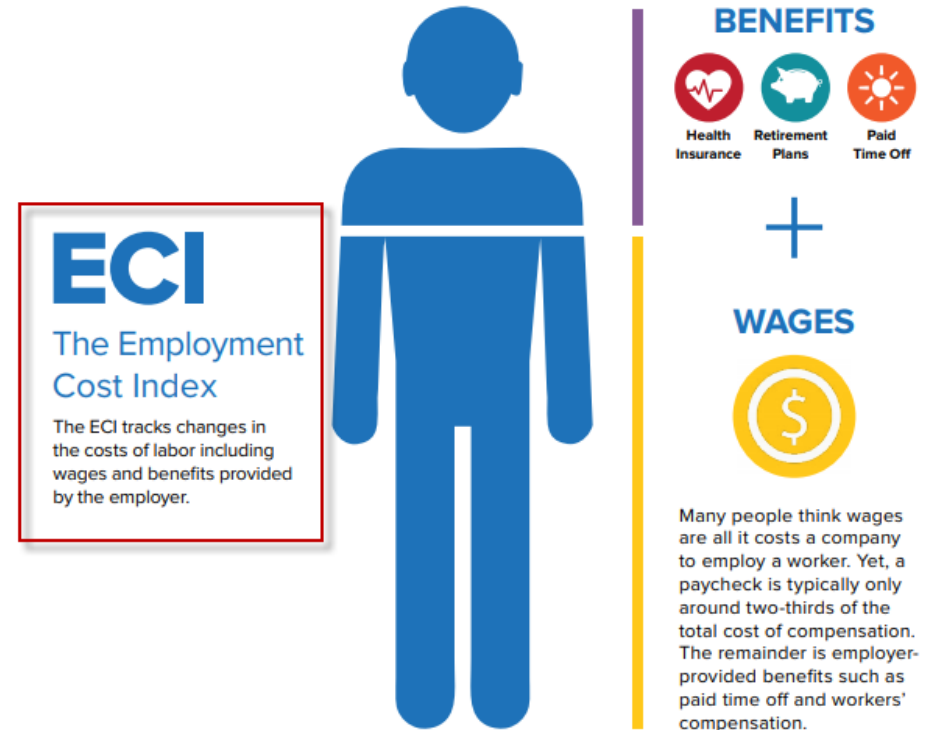 ECI
The Employment
Cost Index
The ECI tracks changes in
the costs of labor including
wages and benefits provided
by the employer.
BENEFITS
Health
Insurance
Retirement
Plans
Paid
Time Off
+
WAGES
$
Many people think wages
are all it costs a company
to employ a worker. Yet, a
paycheck is typically only
around two-thirds of the
total cost of compensation.
The remainder is employer-
provided benefits such as
paid time off and workers’
compensation.